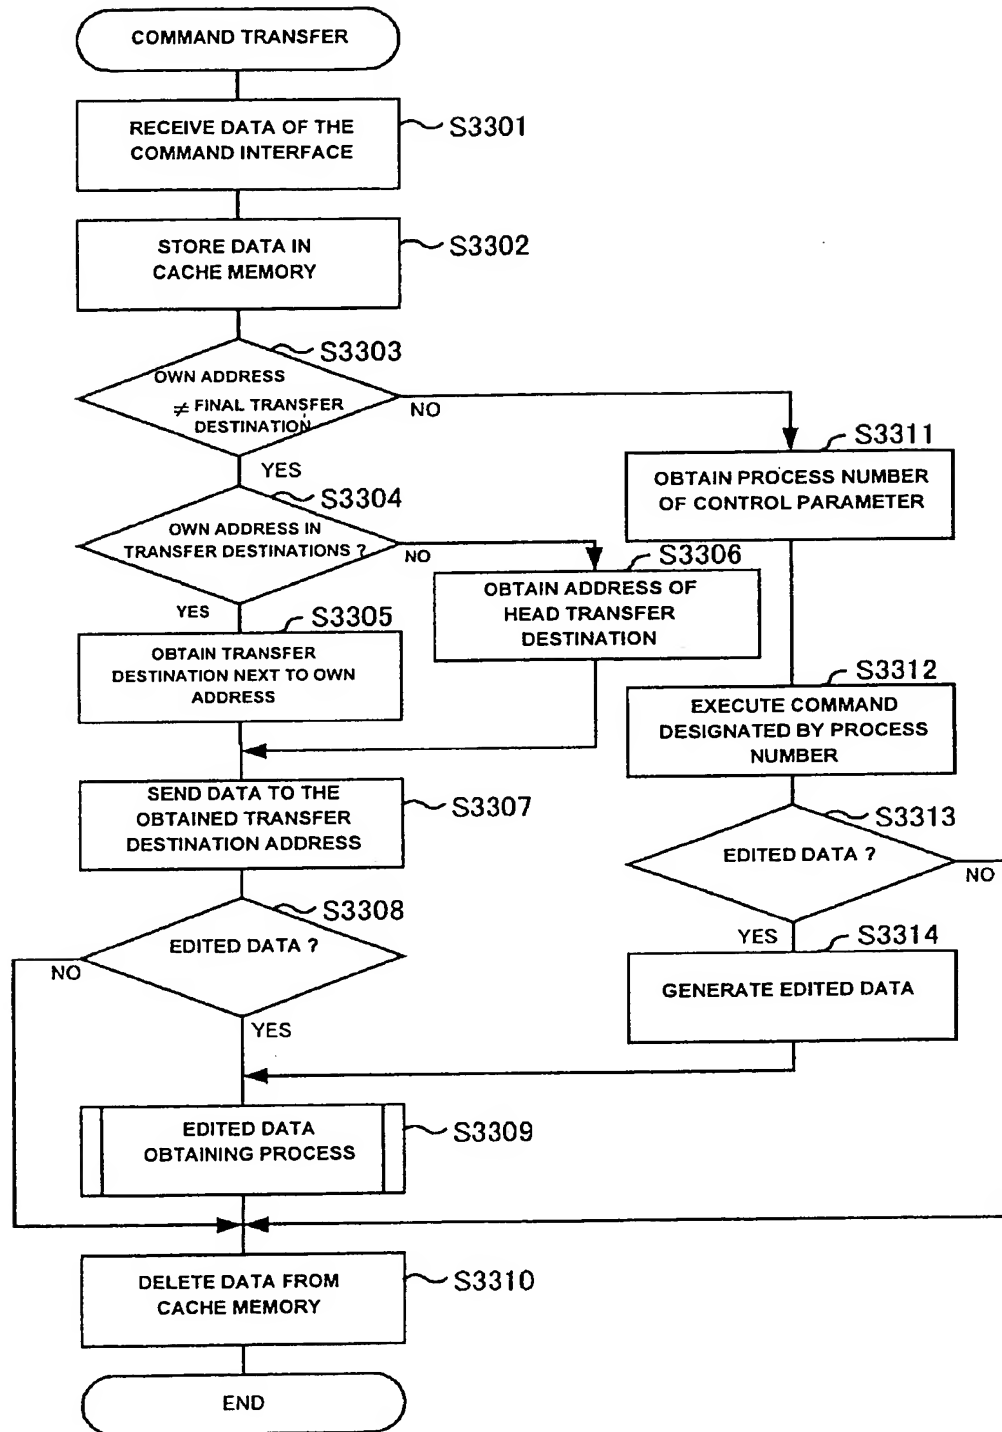 COMMAND TRANSFER
RECEIVE DATA OF THE
COMMAND INTERFACE
S3301
STORE DATA IN
CACHE MEMORY
S3302
S3303
OWN ADDRESS
≠ FINAL TRANSFER
DESTINATION
NO
YES
S3304
OWN ADDRESS IN
TRANSFER DESTINATIONS ?
NO
YES
S3305
OBTAIN TRANSFER
DESTINATION NEXT TO OWN
ADDRESS
S3306
OBTAIN ADDRESS OF
HEAD TRANSFER
DESTINATION
SEND DATA TO THE
OBTAINED TRANSFER
DESTINATION ADDRESS
S3307
S3308
EDITED DATA ?
NO
YES
EDITED DATA
OBTAINING PROCESS
S3309
DELETE DATA FROM
CACHE MEMORY
S3310
END
S3311
OBTAIN PROCESS NUMBER
OF CONTROL PARAMETER
S3312
EXECUTE COMMAND
DESIGNATED BY PROCESS
NUMBER
S3313
EDITED DATA ?
NO
YES
S3314
GENERATE EDITED DATA